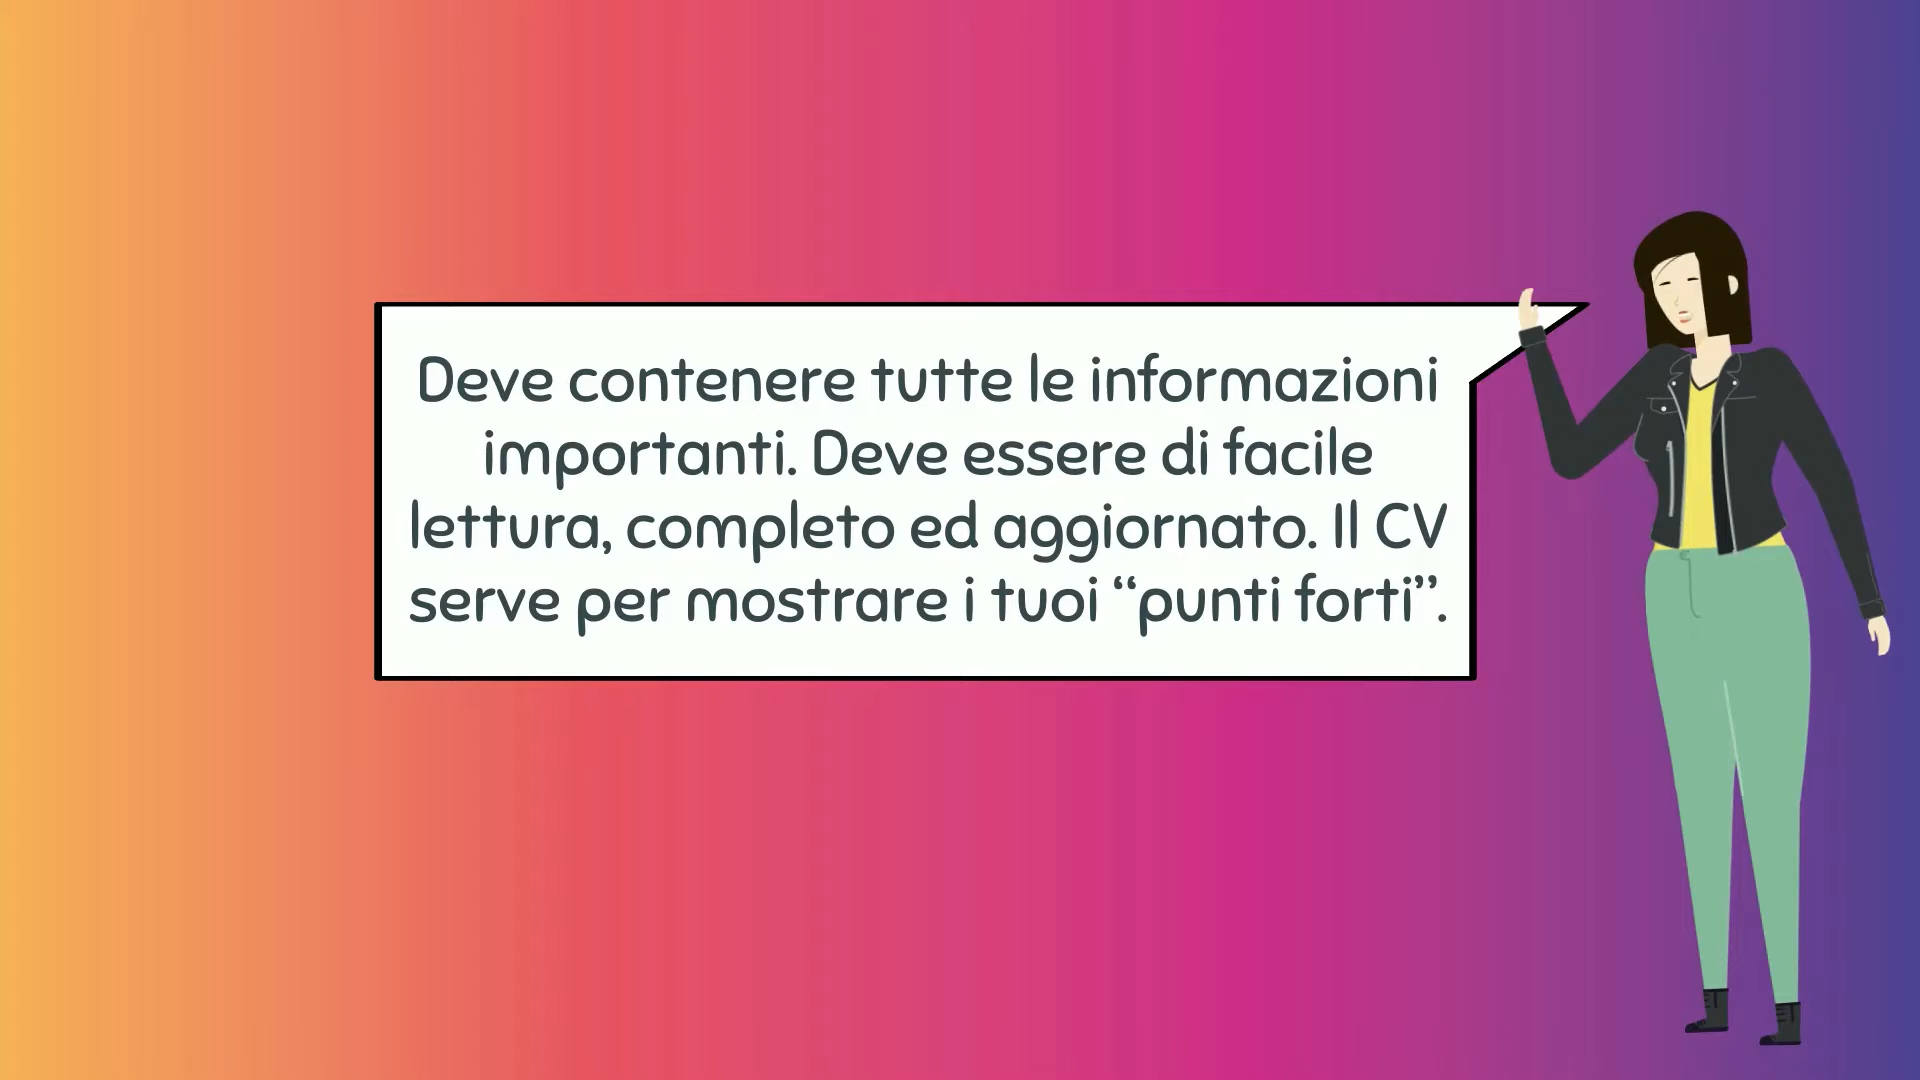 Deve contenere tutte le informazioni
importanti. Deve essere di facile
lettura, completo ed aggiornato. Il CV
serve per mostrare i tuoi “punti forti”.